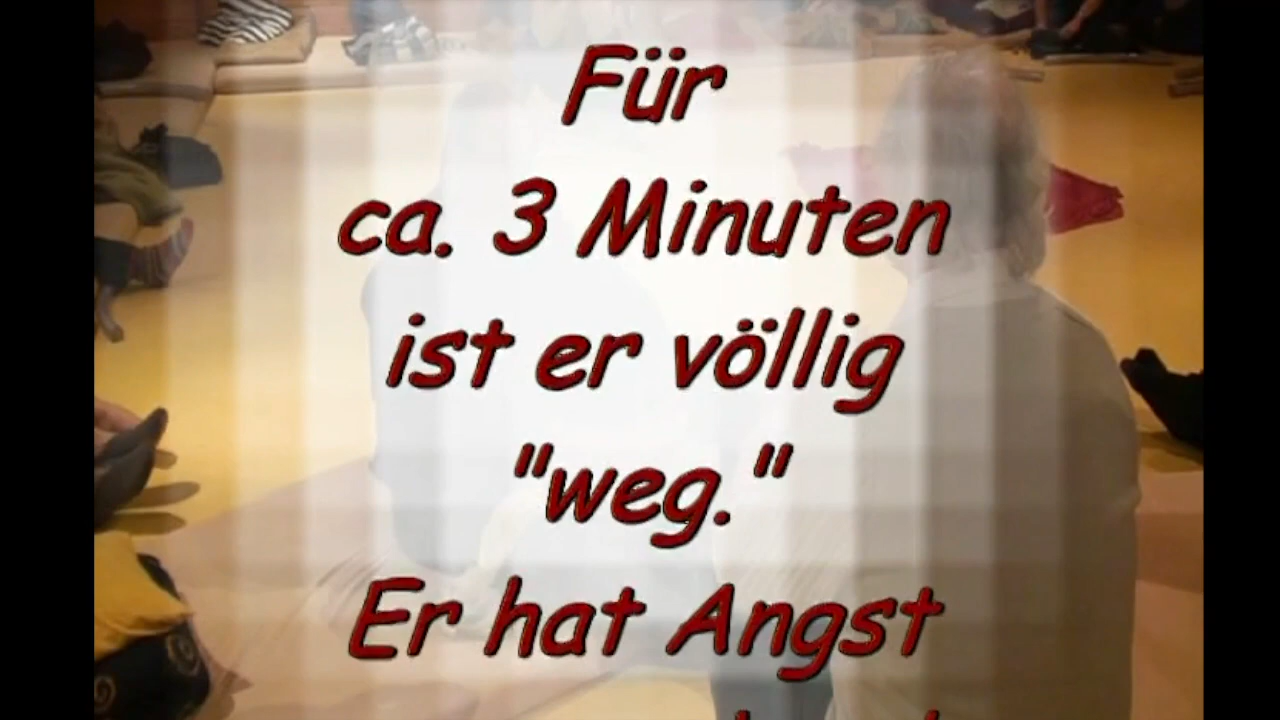 Für
ca. 3 Minuten
ist er völlig
"weg."
Er hat Angst